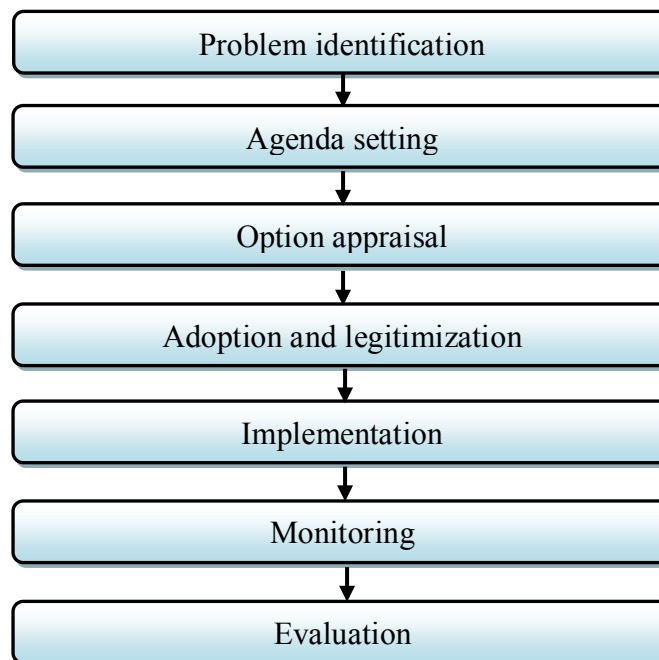 Problem identification
Agenda setting
Option appraisal
Adoption and legitimization
Implementation
Monitoring
Evaluation